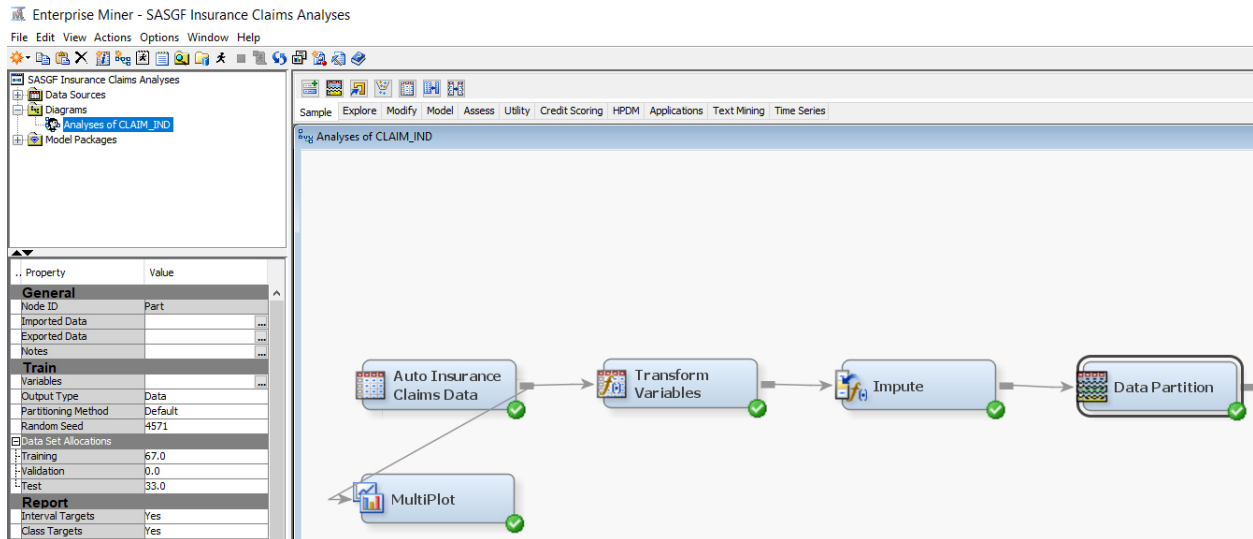 Enterprise Miner - SASGF Insurance Claims Analyses
File Edit View Actions Options Window Help
SASGF Insurance Claims Analyses
Data Sources
Diagrams
Analyses of CLAIM_IND
Model Packages
.. Property Value
General
Node ID Part
Imported Data ...
Exported Data ...
Notes ...
Train
Variables ...
Output Type Data
Partitioning Method Default
Random Seed 4571
Data Set Allocations
Training 67.0
Validation 0.0
Test 33.0
Report
Interval Targets Yes
Class Targets Yes
Sample Explore Modify Model Assess Utility Credit Scoring HPDM Applications Text Mining Time Series
Analyses of CLAIM_IND
Auto Insurance
Claims Data
Transform
Variables
Impute
Data Partition
MultiPlot